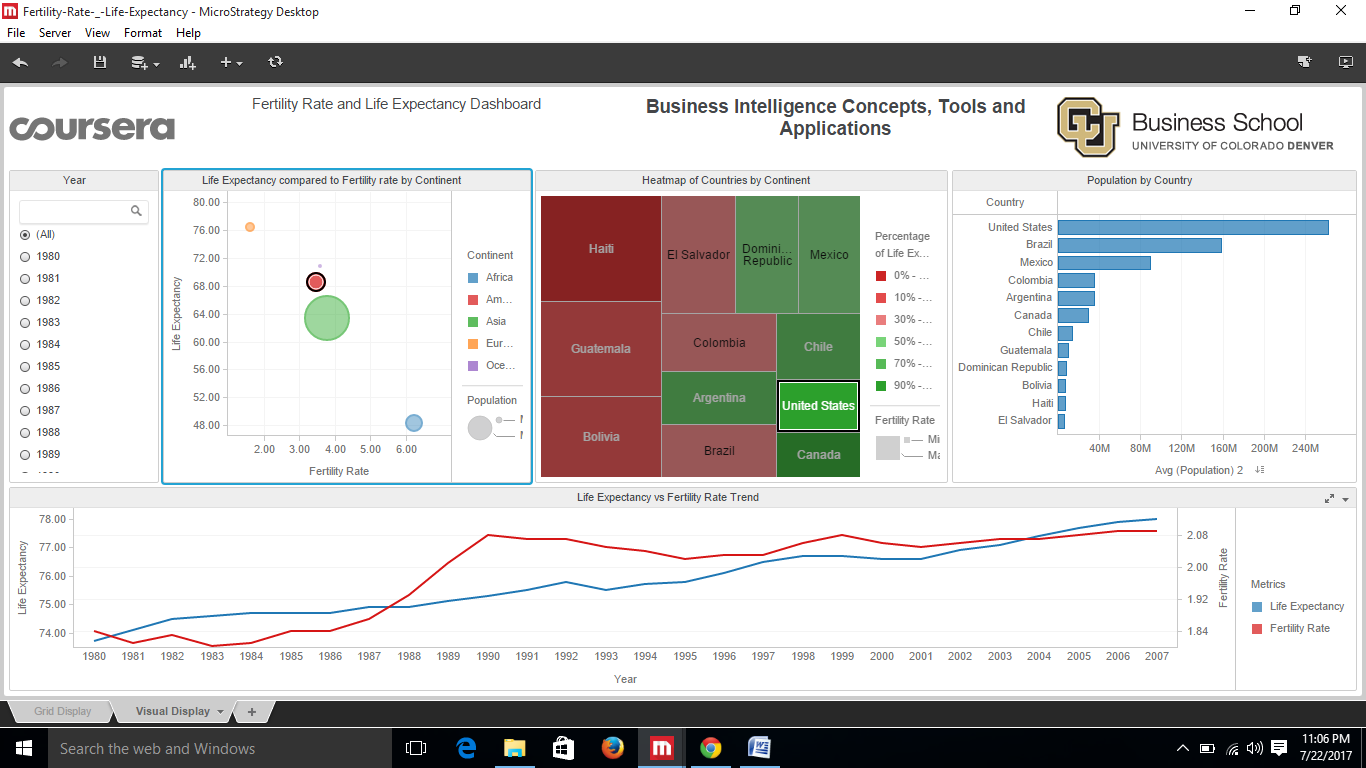 Fertility-Rate-_-Life-Expectancy - MicroStrategy Desktop
File Server View Format Help
coursera
Fertility Rate and Life Expectancy Dashboard
Business Intelligence Concepts, Tools and
Applications
CU
Business School
UNIVERSITY OF COLORADO DENVER
Year
(All)
1980
1981
1982
1983
1984
1985
1986
1987
1988
1989
Life Expectancy compared to Fertility rate by Continent
Life Expectancy
80.00
76.00
72.00
68.00
64.00
60.00
56.00
52.00
48.00
2.00 3.00 4.00 5.00 6.00
Fertility Rate
Continent
Africa
Am...
Asia
Eur...
Oce...
Population
Heatmap of Countries by Continent
Haiti
Guatemala
Bolivia
El Salvador
Domini...
Republic
Mexico
Colombia
Chile
Argentina
United States
Brazil
Canada
Percentage
of Life Ex...
0% - ...
10% -...
30% -...
50% -...
70% -...
90% -...
Fertility Rate
Mi
Ma
Population by Country
Country
United States
Brazil
Mexico
Colombia
Argentina
Canada
Chile
Guatemala
Dominican Republic
Bolivia
Haiti
El Salvador
40M 80M 120M 160M 200M 240M
Avg (Population) 2
Life Expectancy vs Fertility Rate Trend
Life Expectancy
78.00
77.00
76.00
75.00
74.00
1980 1981 1982 1983 1984 1985 1986 1987 1988 1989 1990 1991 1992 1993 1994 1995 1996 1997 1998 1999 2000 2001 2002 2003 2004 2005 2006 2007
Year
2.08
2.00
1.92
1.84
Fertility Rate
Metrics
Life Expectancy
Fertility Rate
Grid Display
Visual Display
Search the web and Windows
11:06 PM
7/22/2017